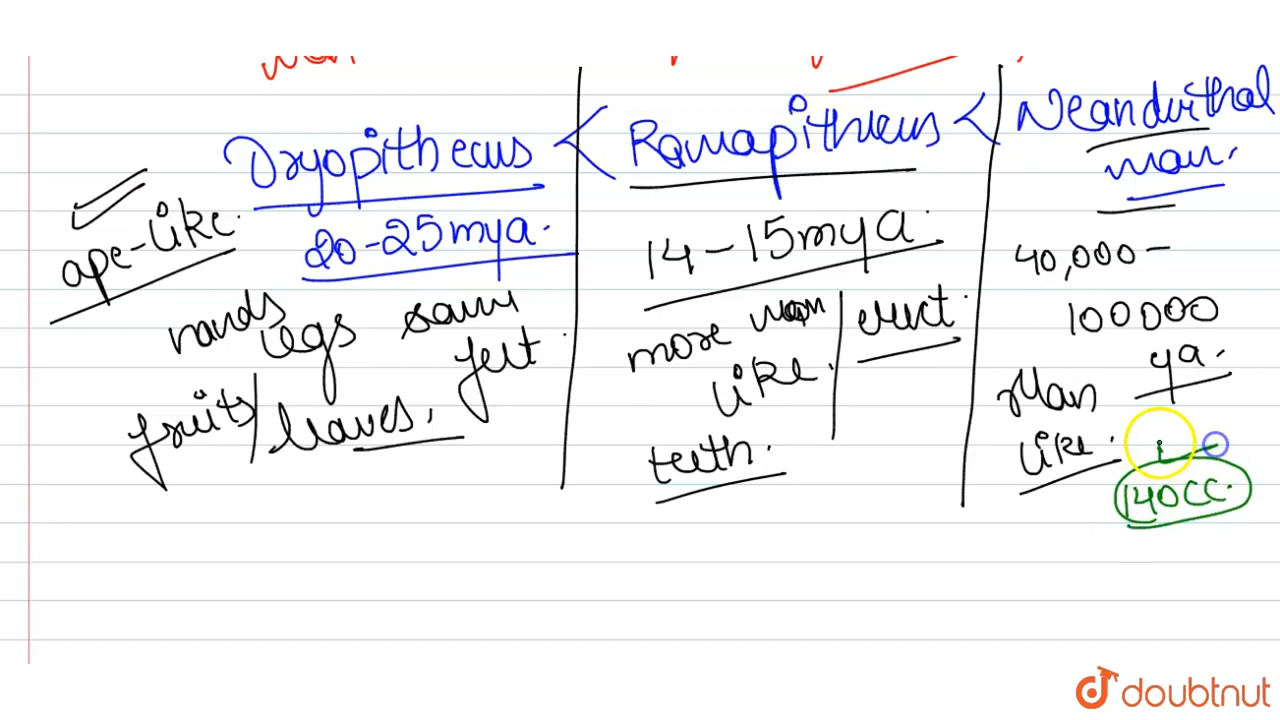 Dryopithecus < Ramapithecus < Neanderthal
man.
ape-like.
20-25mya.
hands legs same
feet
fruits/leaves.
14-15mya.
more man
like.
erect.
teeth.
40,000-
100000
ya.
Man
like.
140CC.
doubtnut